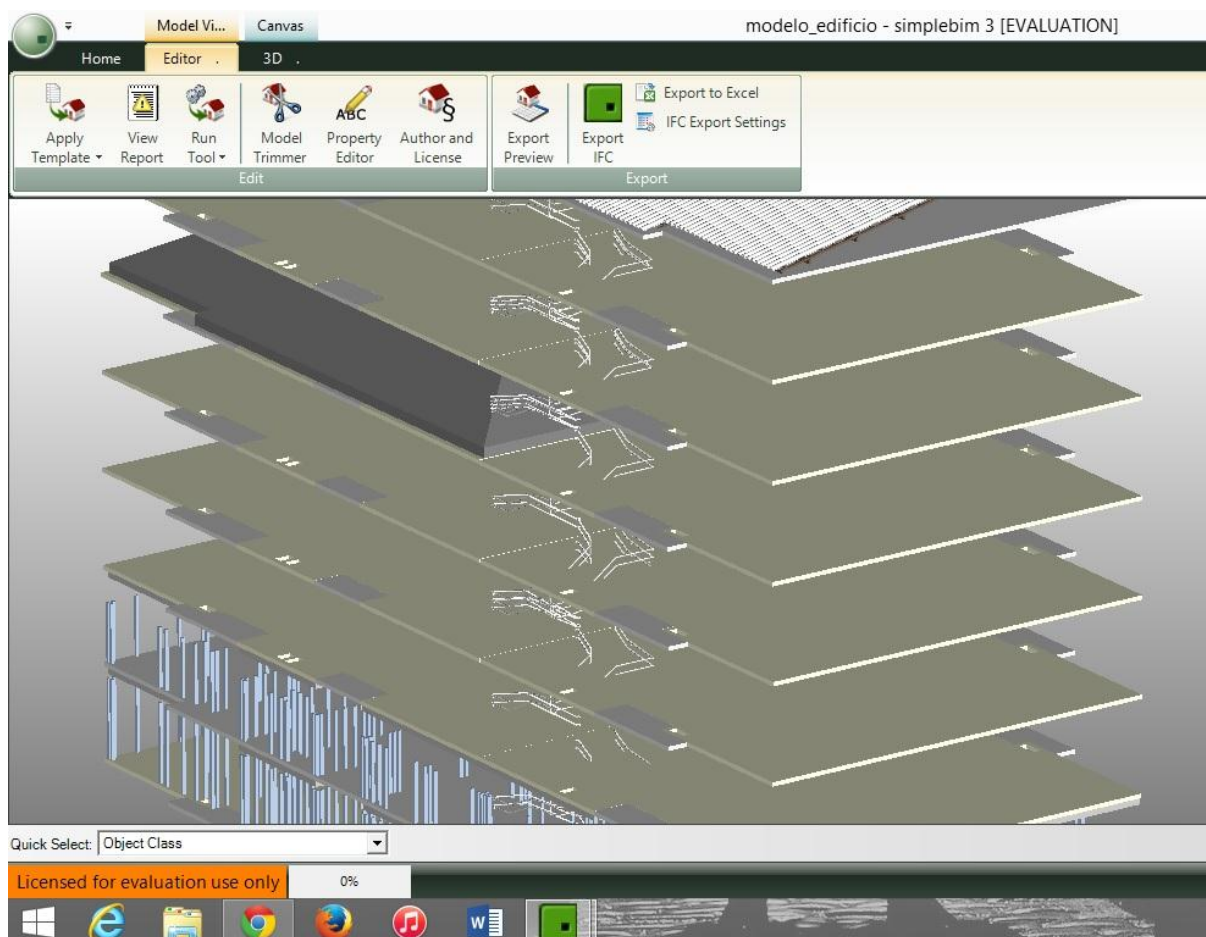 Model Vi... Canvas modelo_edificio - simplebim 3 [EVALUATION]
Home Editor . 3D .
Apply Template
View Report
Run Tool
Model Trimmer
ABC
Property Editor
§
Author and License
Edit
Export Preview
Export IFC
Export to Excel
IFC Export Settings
Export
Quick Select: Object Class
Licensed for evaluation use only 0%
W